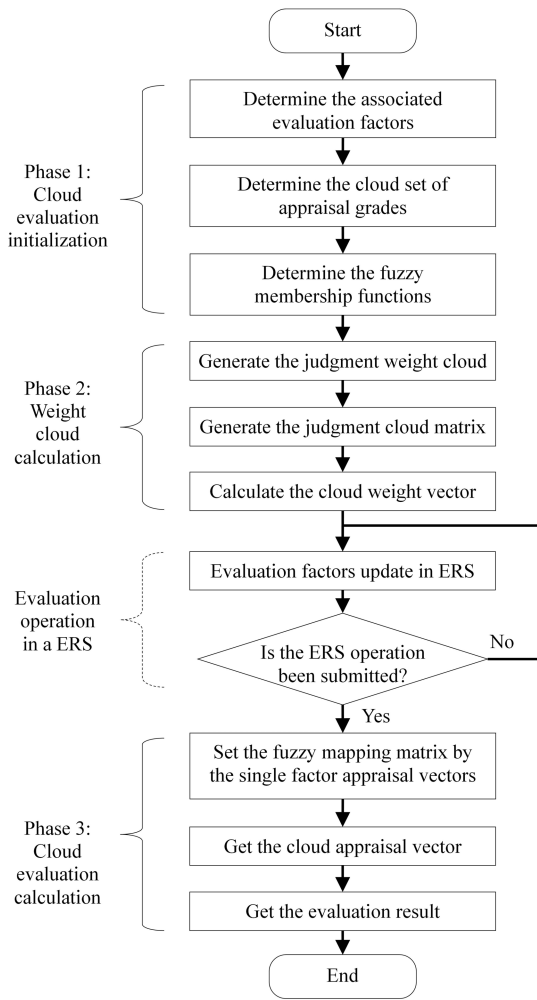 Start
Determine the associated
evaluation factors
Phase 1:
Cloud
evaluation
initialization
Determine the cloud set of
appraisal grades
Determine the fuzzy
membership functions
Generate the judgment weight cloud
Phase 2:
Weight
cloud
calculation
Generate the judgment cloud matrix
Calculate the cloud weight vector
Evaluation factors update in ERS
Evaluation
operation
in a ERS
Is the ERS operation
been submitted?
No
Yes
Set the fuzzy mapping matrix by
the single factor appraisal vectors
Phase 3:
Cloud
evaluation
calculation
Get the cloud appraisal vector
Get the evaluation result
End